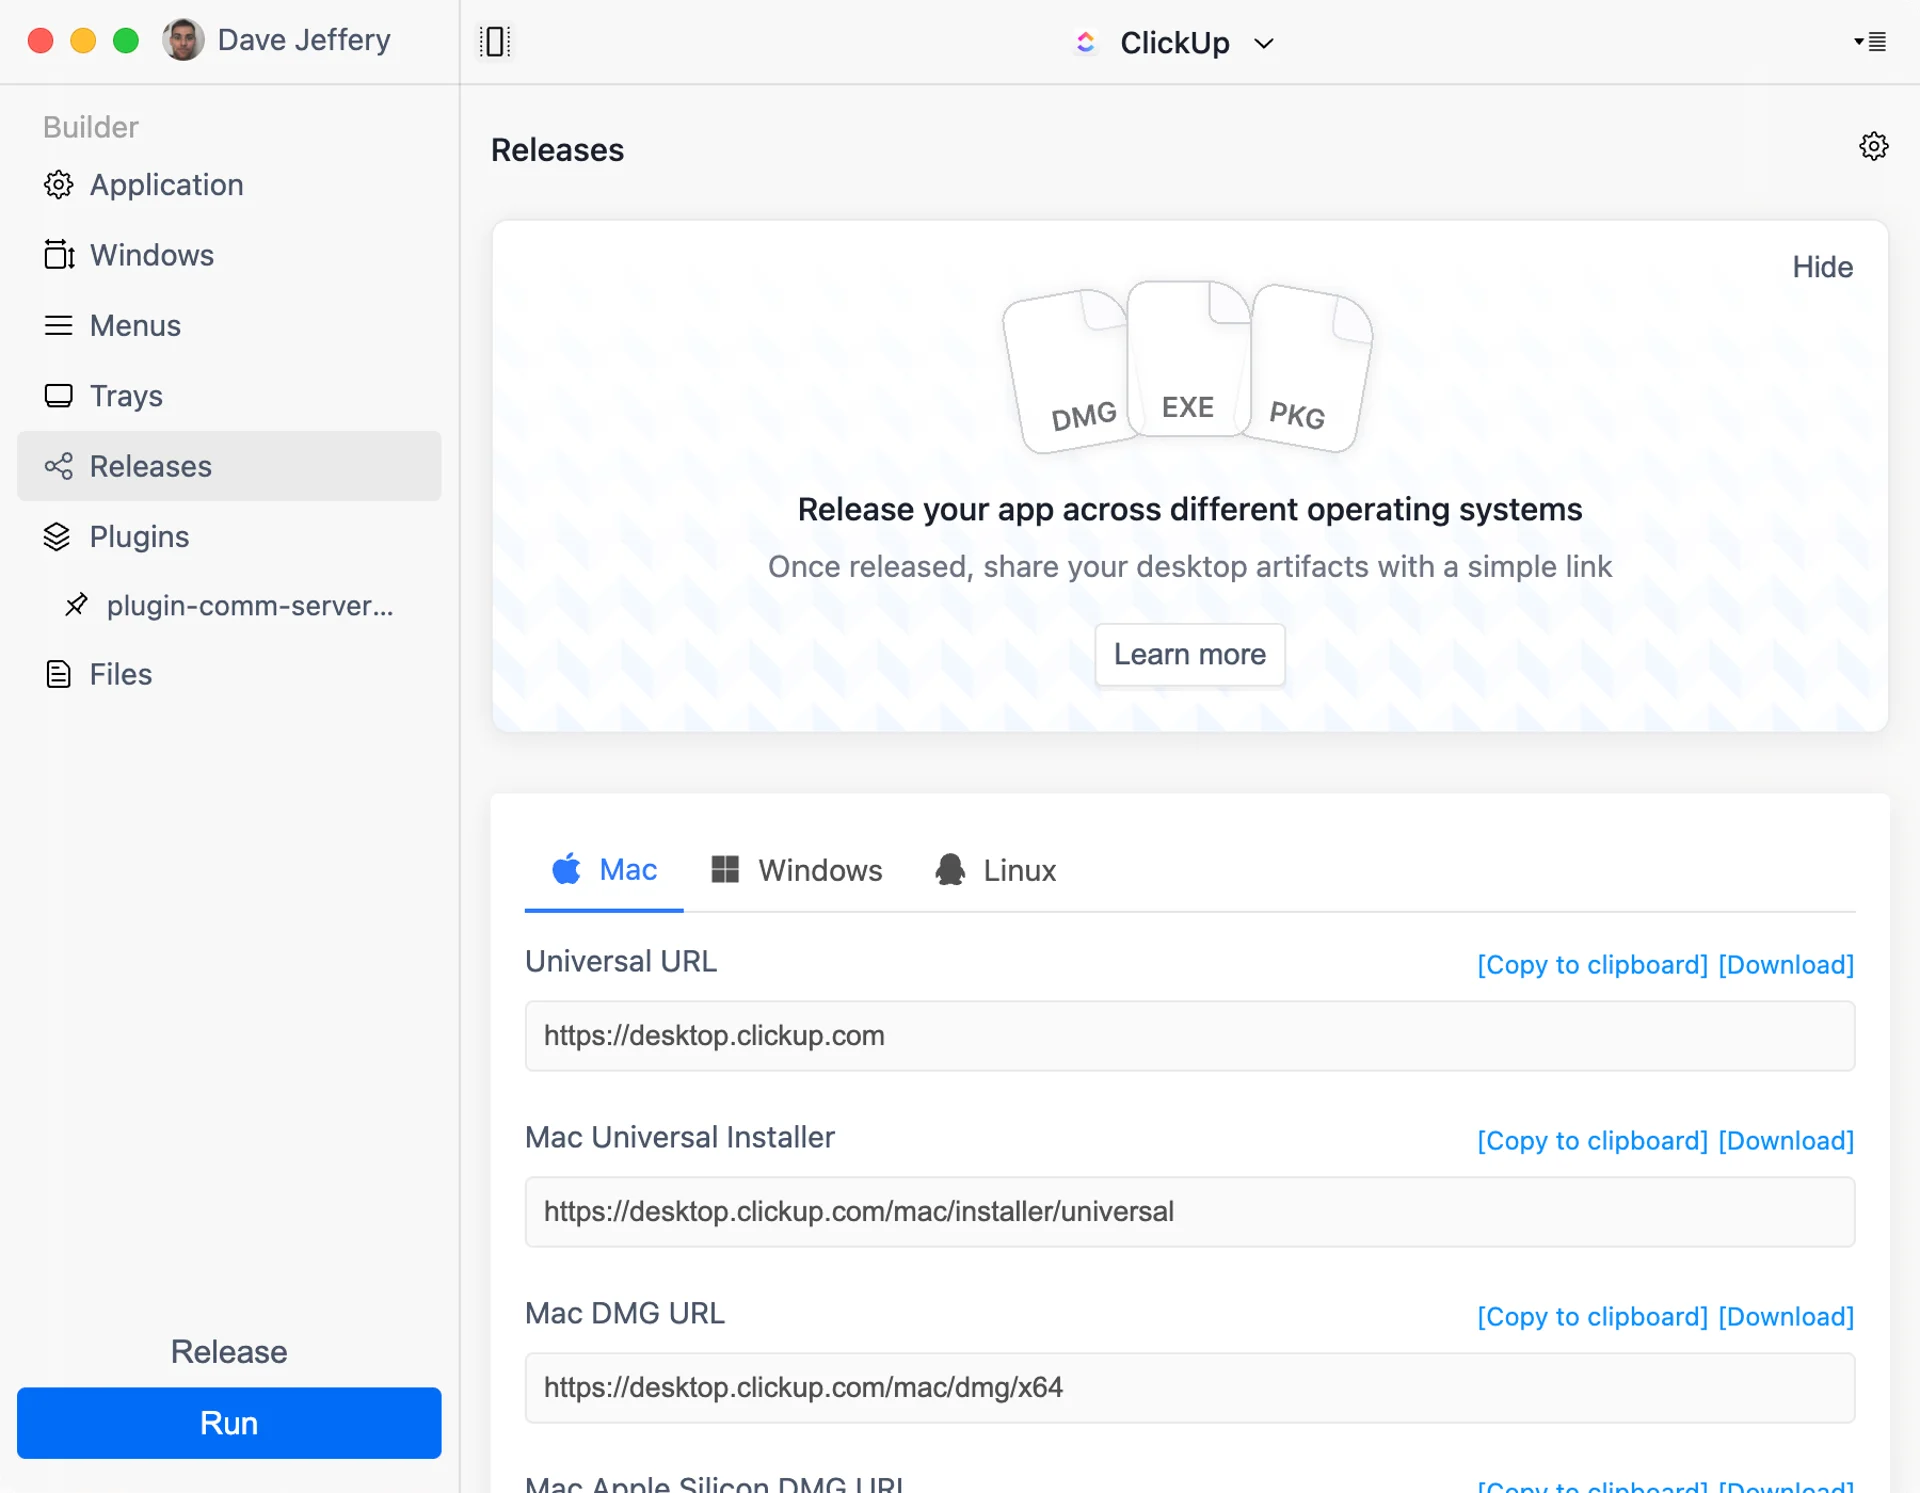 Dave Jeffery
ClickUp
Builder
Application
Windows
Menus
Trays
Releases
Plugins
plugin-comm-server...
Files
Release
Run
Releases
Hide
DMG
EXE
PKG
Release your app across different operating systems
Once released, share your desktop artifacts with a simple link
Learn more
Mac Windows Linux
Universal URL [Copy to clipboard] [Download]
https://desktop.clickup.com
Mac Universal Installer [Copy to clipboard] [Download]
https://desktop.clickup.com/mac/installer/universal
Mac DMG URL [Copy to clipboard] [Download]
https://desktop.clickup.com/mac/dmg/x64
Mac Apple Silicon DMG URL [Copy to clipboard] [Download]